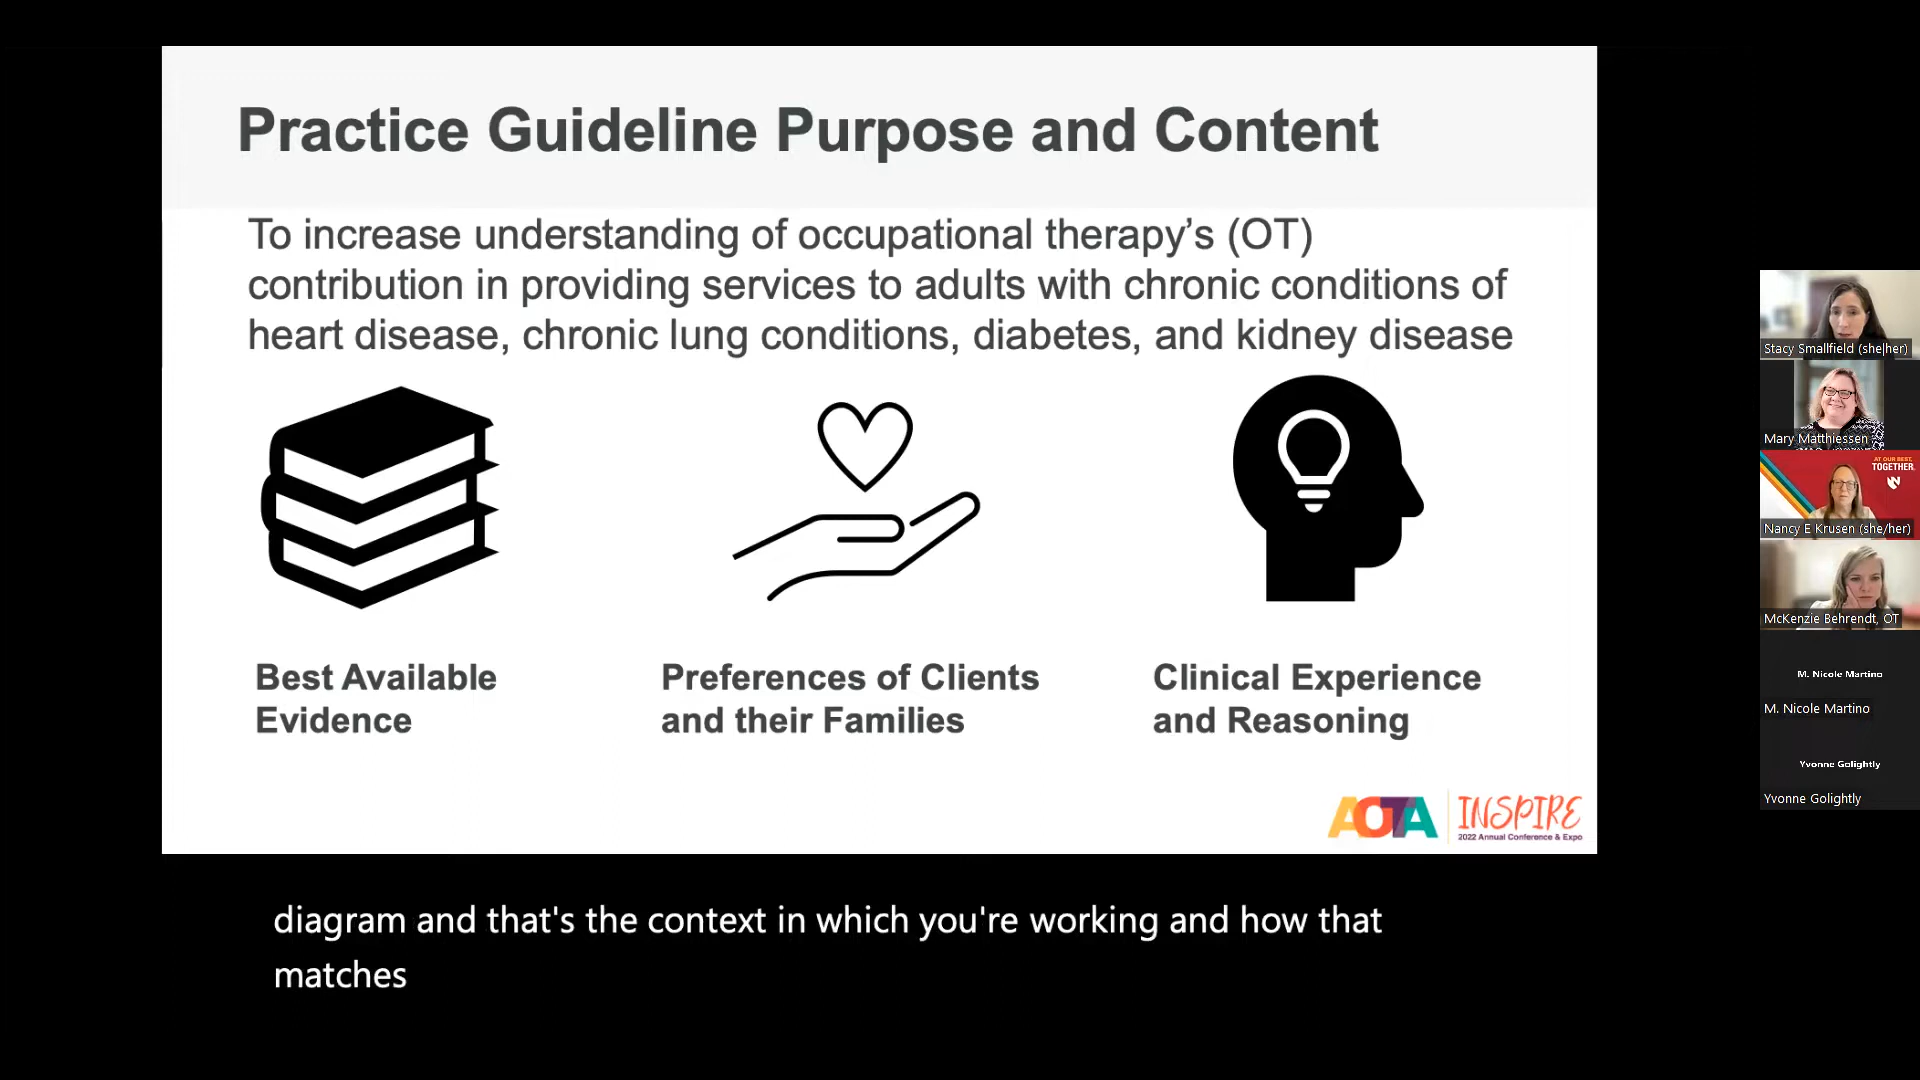 Practice Guideline Purpose and Content
To increase understanding of occupational therapy’s (OT)
contribution in providing services to adults with chronic conditions of
heart disease, chronic lung conditions, diabetes, and kidney disease
Best Available
Evidence
Preferences of Clients
and their Families
Clinical Experience
and Reasoning
AOTA
INSPIRE
2022 Annual Conference & Expo
diagram and that's the context in which you're working and how that
matches
Stacy Smallfield (she|her)
Mary Matthiessen
AT OUR BEST,
TOGETHER.
N
Nancy E Krusen (she/her)
McKenzie Behrendt, OT
M. Nicole Martino
M. Nicole Martino
Yvonne Golightly
Yvonne Golightly